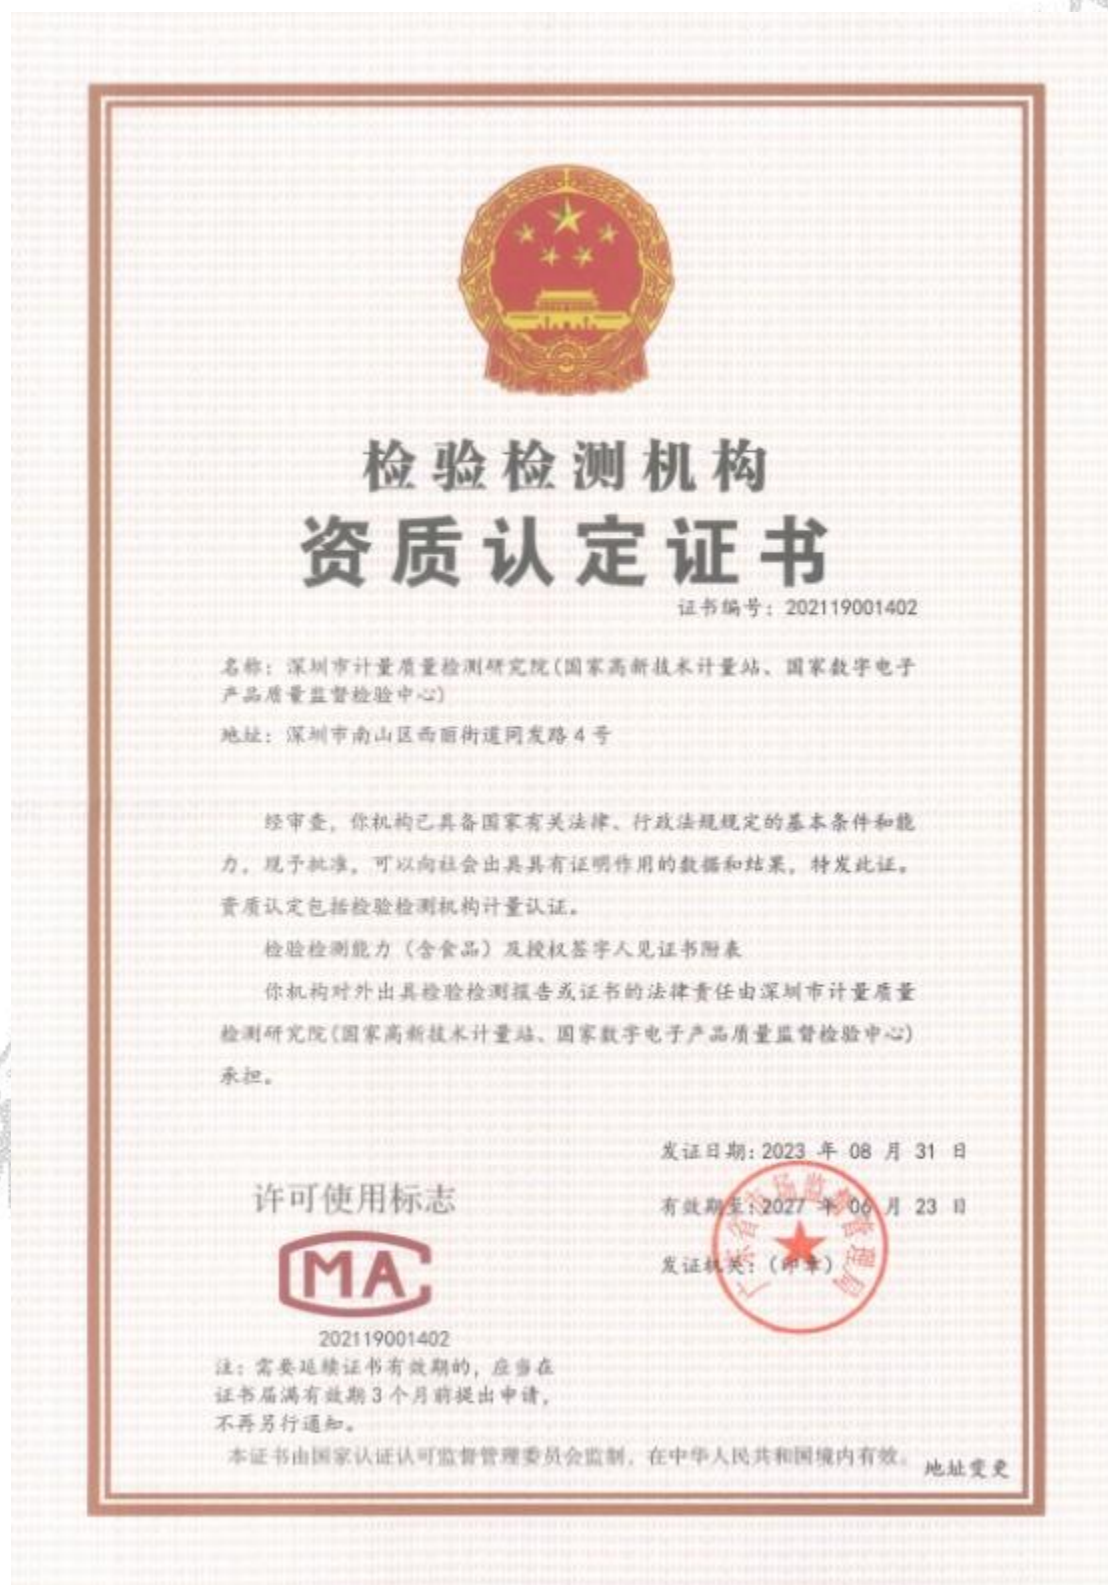 检验检测机构
资质认定证书
证书编号：202119001402
名称：深圳市计量质量检测研究院(国家高新技术计量站、国家数字电子
产品质量监督检验中心)
地址：深圳市南山区西丽街道同发路4号
经审查，你机构已具备国家有关法律、行政法规规定的基本条件和能
力，现予批准，可以向社会出具具有证明作用的数据和结果，特发此证。
资质认定包括检验检测机构计量认证。
检验检测能力（含食品）及授权签字人见证书附表
你机构对外出具检验检测报告或证书的法律责任由深圳市计量质量
检测研究院(国家高新技术计量站、国家数字电子产品质量监督检验中心)
承担。
发证日期：2023 年 08 月 31 日
有效期至：2027 年 06 月 23 日
发证机关：（印章）
广东省市场监督管理局
许可使用标志
MA
202119001402
注：需要延续证书有效期的，应当在
证书届满有效期3个月前提出申请，
不再另行通知。
本证书由国家认证认可监督管理委员会监制，在中华人民共和国境内有效。
地址变更